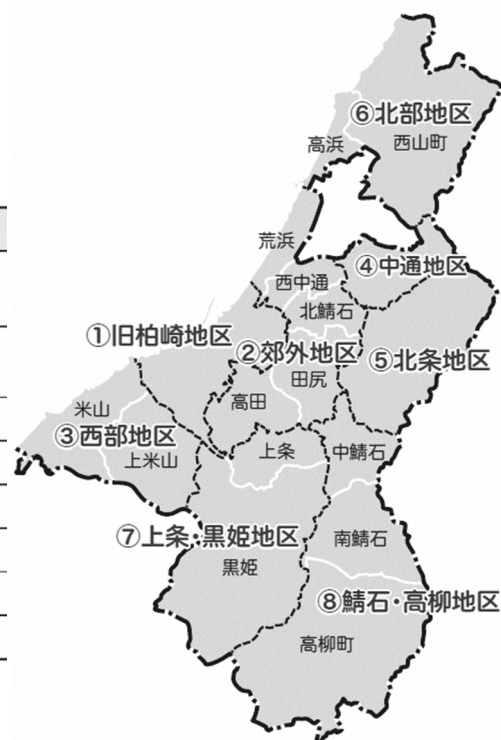 ⑥北部地区
西山町
高浜
荒浜
④中通地区
西中通
北鯖石
①旧柏崎地区
②郊外地区
⑤北条地区
田尻
高田
米山
③西部地区
上米山
上条
中鯖石
⑦上条・黒姫地区
南鯖石
黒姫
⑧鯖石・高柳地区
高柳町